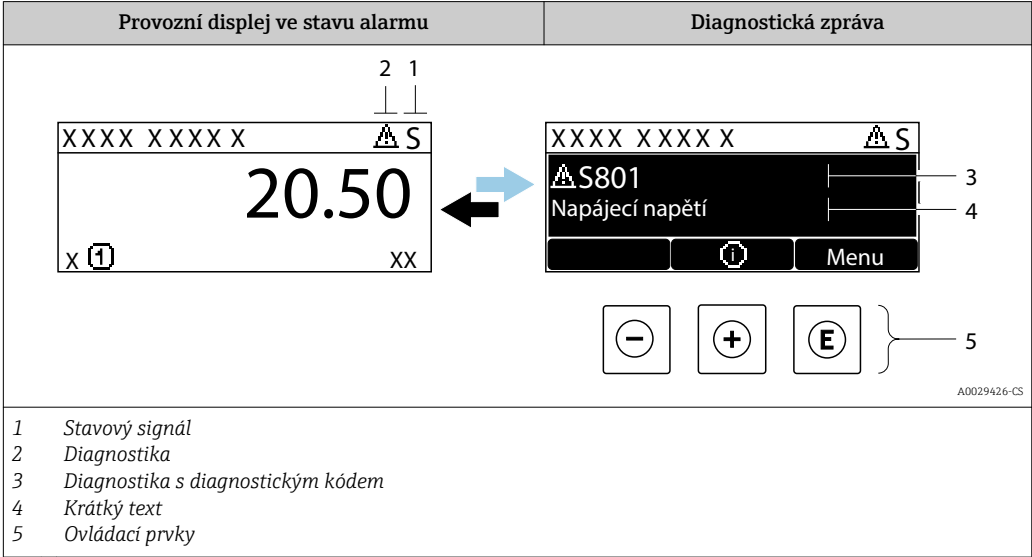 Provozní displej ve stavu alarmu
Diagnostická zpráva
2 1
XXXX XXXX X S
20.50
x 1 XX
XXXX XXXX X S
S801
Napájecí napětí
i Menu
3
4
− + E
5
A0029426-CS
1 Stavový signál
2 Diagnostika
3 Diagnostika s diagnostickým kódem
4 Krátký text
5 Ovládací prvky